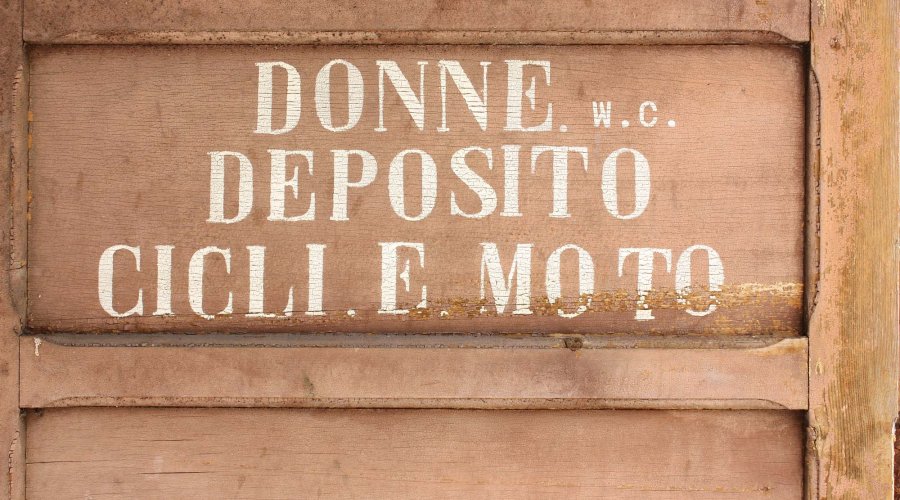 DONNE. W.C.
DEPOSITO
CICLI.E.MOTO